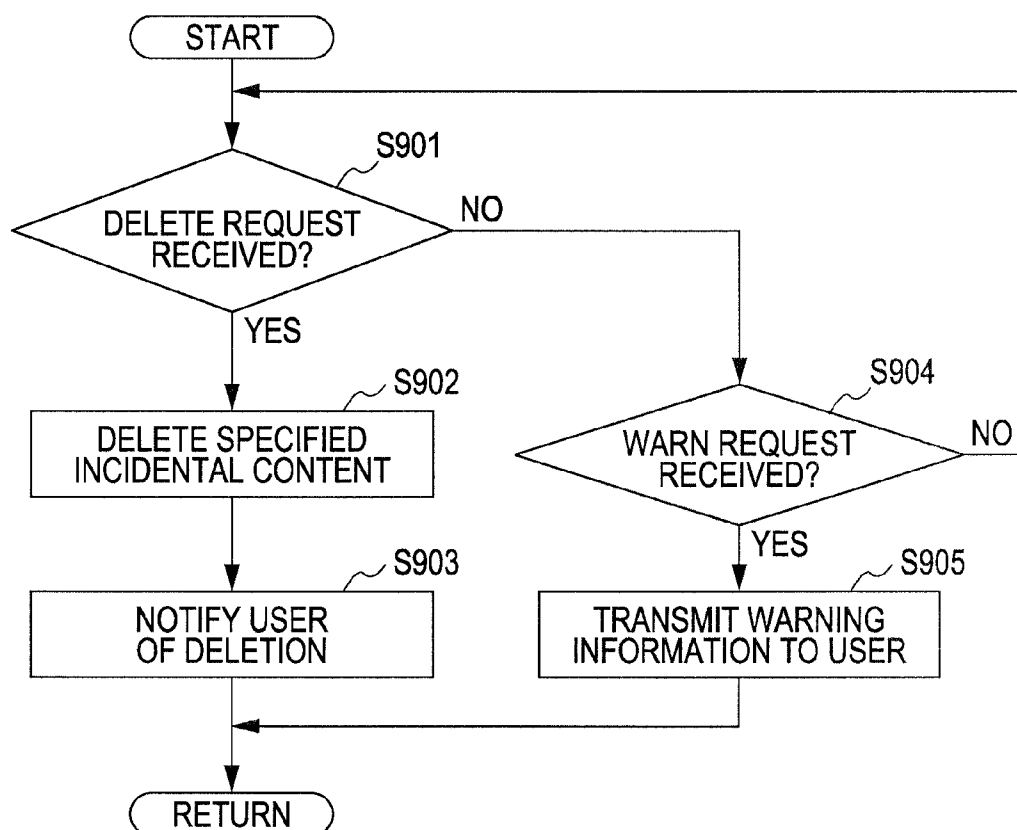 START
S901
DELETE REQUEST
RECEIVED?
NO
YES
S902
DELETE SPECIFIED
INCIDENTAL CONTENT
S903
NOTIFY USER
OF DELETION
S904
WARN REQUEST
RECEIVED?
NO
YES
S905
TRANSMIT WARNING
INFORMATION TO USER
RETURN